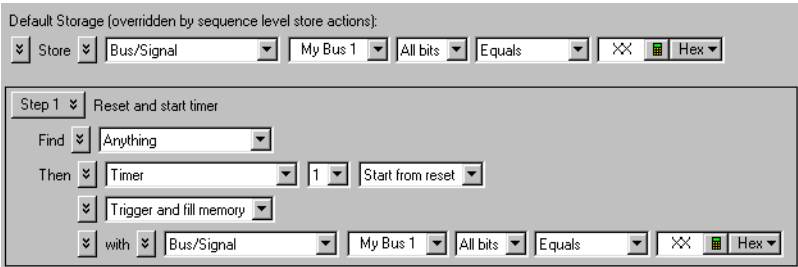 Default Storage (overridden by sequence level store actions):
Store Bus/Signal My Bus 1 All bits Equals XX Hex
Step 1 Reset and start timer
Find Anything
Then Timer 1 Start from reset
Trigger and fill memory
with Bus/Signal My Bus 1 All bits Equals XX Hex